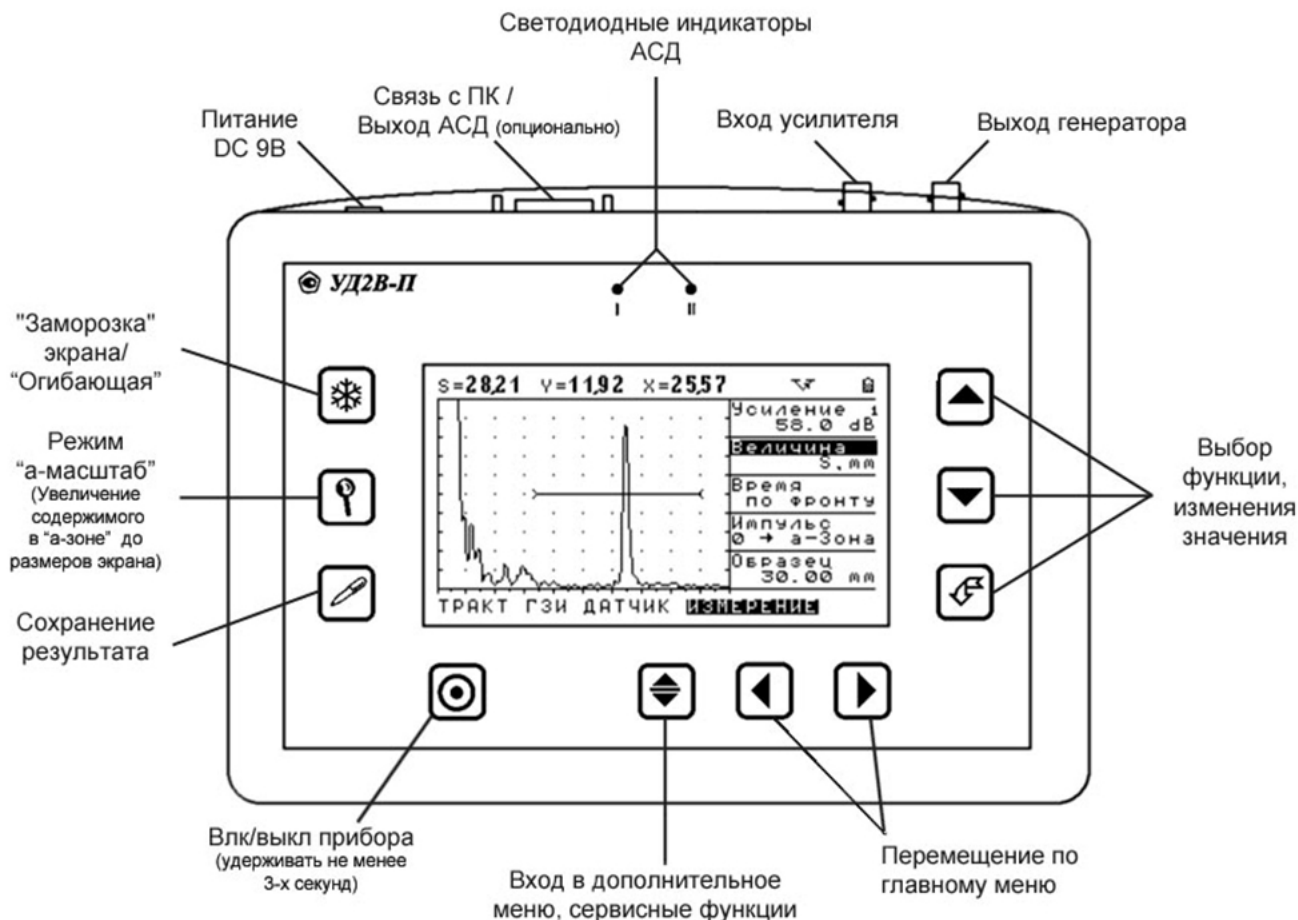 Светодиодные индикаторы
АСД
Связь с ПК /
Выход АСД (опционально)
Питание
DC 9В
Вход усилителя
Выход генератора
УД2В-П
I II
"Заморозка"
экрана/
“Огибающая”
Режим
“а-масштаб”
(Увеличение
содержимого
в “а-зоне” до
размеров экрана)
Сохранение
результата
S=28,21 Y=11,92 X=25,57
Усиление 1
58.0 dB
Величина
S,mm
Время
по фронту
Импульс
0 → а-Зона
Образец
30.00 mm
ТРАКТ ГЗИ ДАТЧИК ИЗМЕРЕНИЕ
Выбор
функции,
изменения
значения
Влк/выкл прибора
(удерживать не менее
3-х секунд)
Вход в дополнительное
меню, сервисные функции
Перемещение по
главному меню